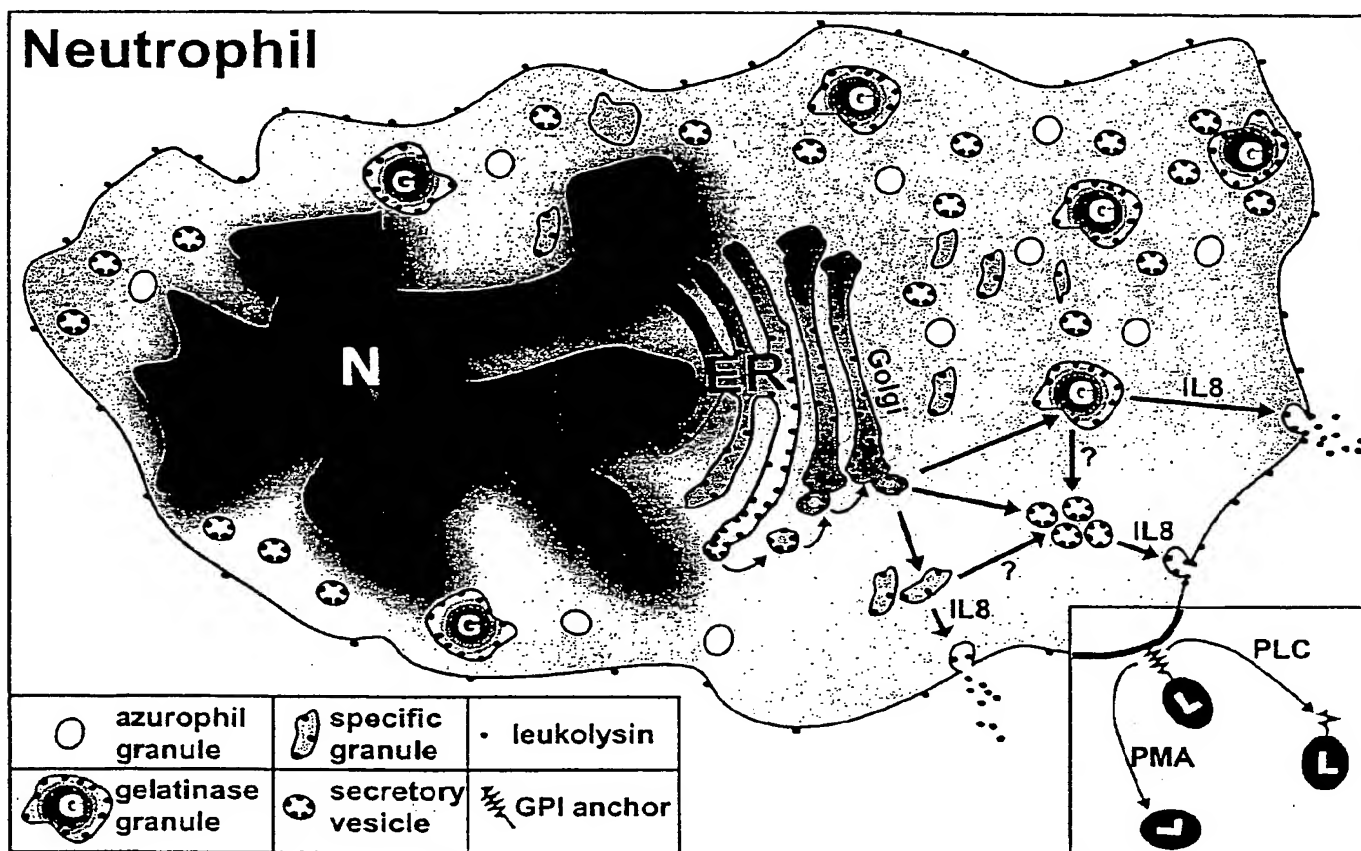 Neutrophil
G
G
G
G
N
ER
Golgi
G
IL8
?
IL8
?
IL8
G
PLC
L
PMA
L
L
azurophil
granule
specific
granule
leukolysin
G
gelatinase
granule
secretory
vesicle
GPI anchor